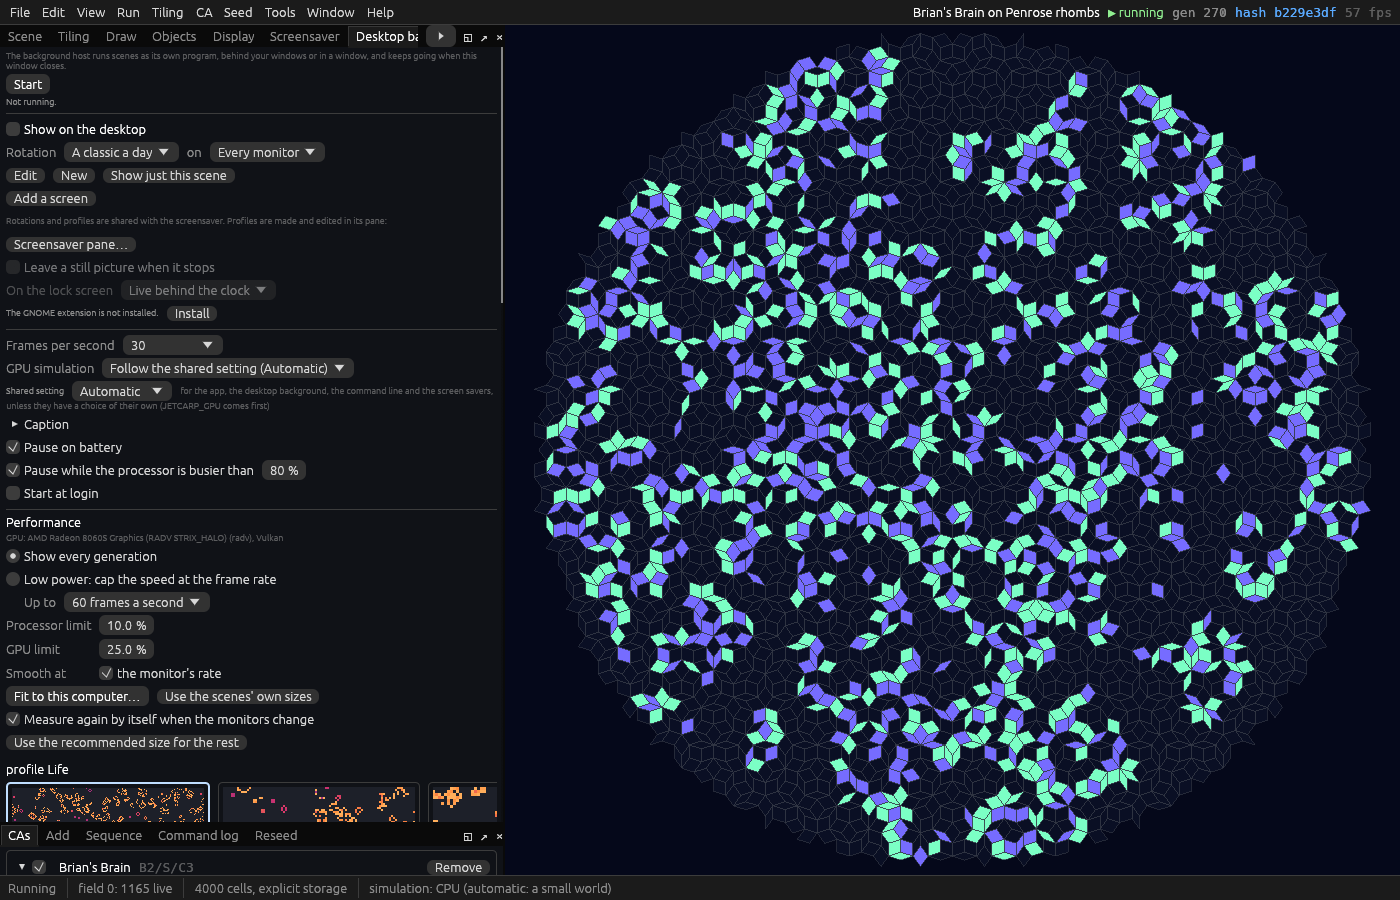 File Edit View Run Tiling CA Seed Tools Window Help
Brian's Brain on Penrose rhombs ▶ running gen 270 hash b229e3df 57 fps
Scene Tiling Draw Objects Display Screensaver Desktop ba
The background host runs scenes as its own program, behind your windows or in a window, and keeps going when this
window closes.
Start
Not running.
Show on the desktop
Rotation A classic a day on Every monitor
Edit New Show just this scene
Add a screen
Rotations and profiles are shared with the screensaver. Profiles are made and edited in its pane:
Screensaver pane…
Leave a still picture when it stops
On the lock screen Live behind the clock
The GNOME extension is not installed. Install
Frames per second 30
GPU simulation Follow the shared setting (Automatic)
Shared setting Automatic for the app, the desktop background, the command line and the screen savers,
unless they have a choice of their own (JETCARP_GPU comes first)
Caption
Pause on battery
Pause while the processor is busier than 80 %
Start at login
Performance
GPU: AMD Radeon 8060S Graphics (RADV STRIX_HALO) (radv), Vulkan
Show every generation
Low power: cap the speed at the frame rate
Up to 60 frames a second
Processor limit 10.0 %
GPU limit 25.0 %
Smooth at the monitor's rate
Fit to this computer… Use the scenes' own sizes
Measure again by itself when the monitors change
Use the recommended size for the rest
profile Life
CAs Add Sequence Command log Reseed
Brian's Brain B2/S/C3 Remove
Running field 0: 1165 live 4000 cells, explicit storage simulation: CPU (automatic: a small world)